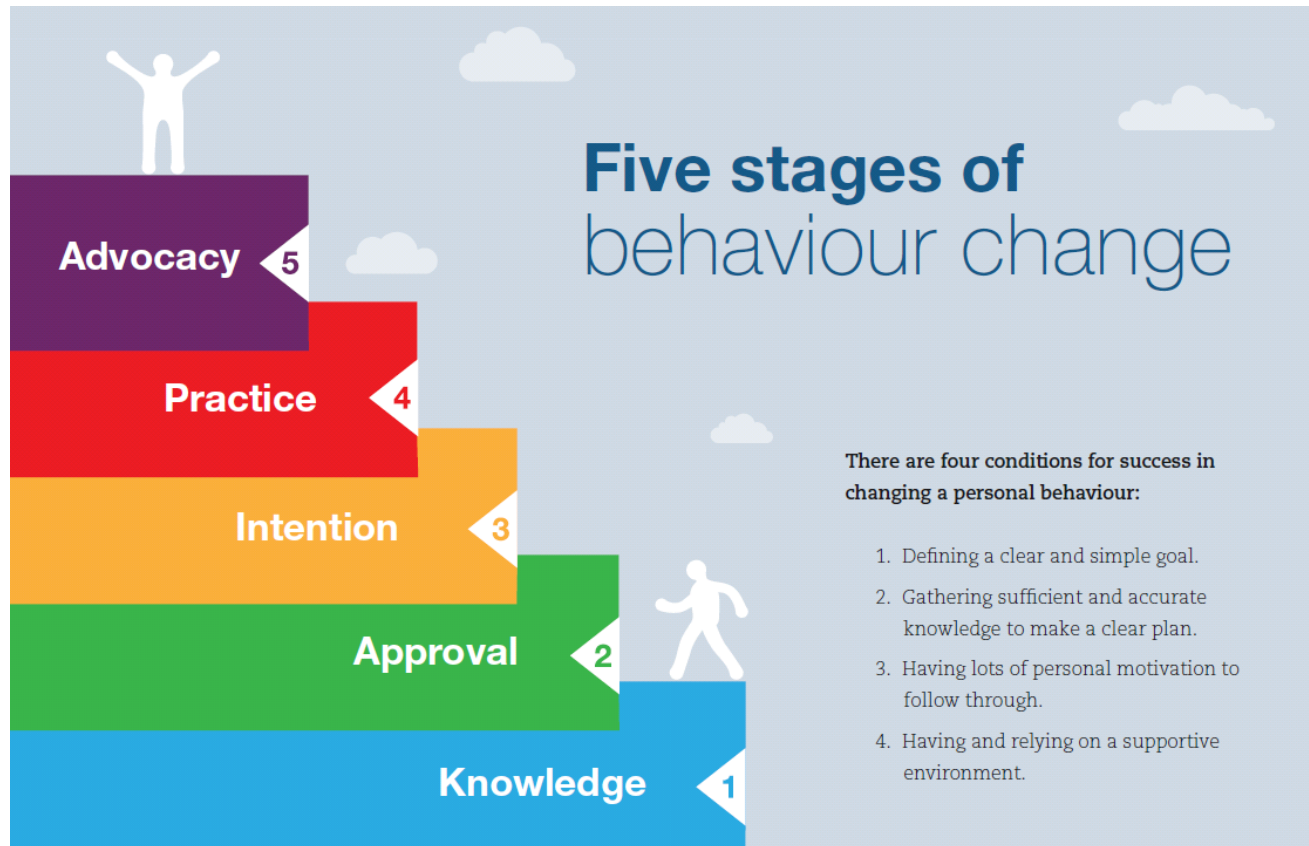 Five stages of
behaviour change
Advocacy 5
Practice 4
Intention 3
Approval 2
Knowledge 1
There are four conditions for success in
changing a personal behaviour:
1. Defining a clear and simple goal.
2. Gathering sufficient and accurate
knowledge to make a clear plan.
3. Having lots of personal motivation to
follow through.
4. Having and relying on a supportive
environment.